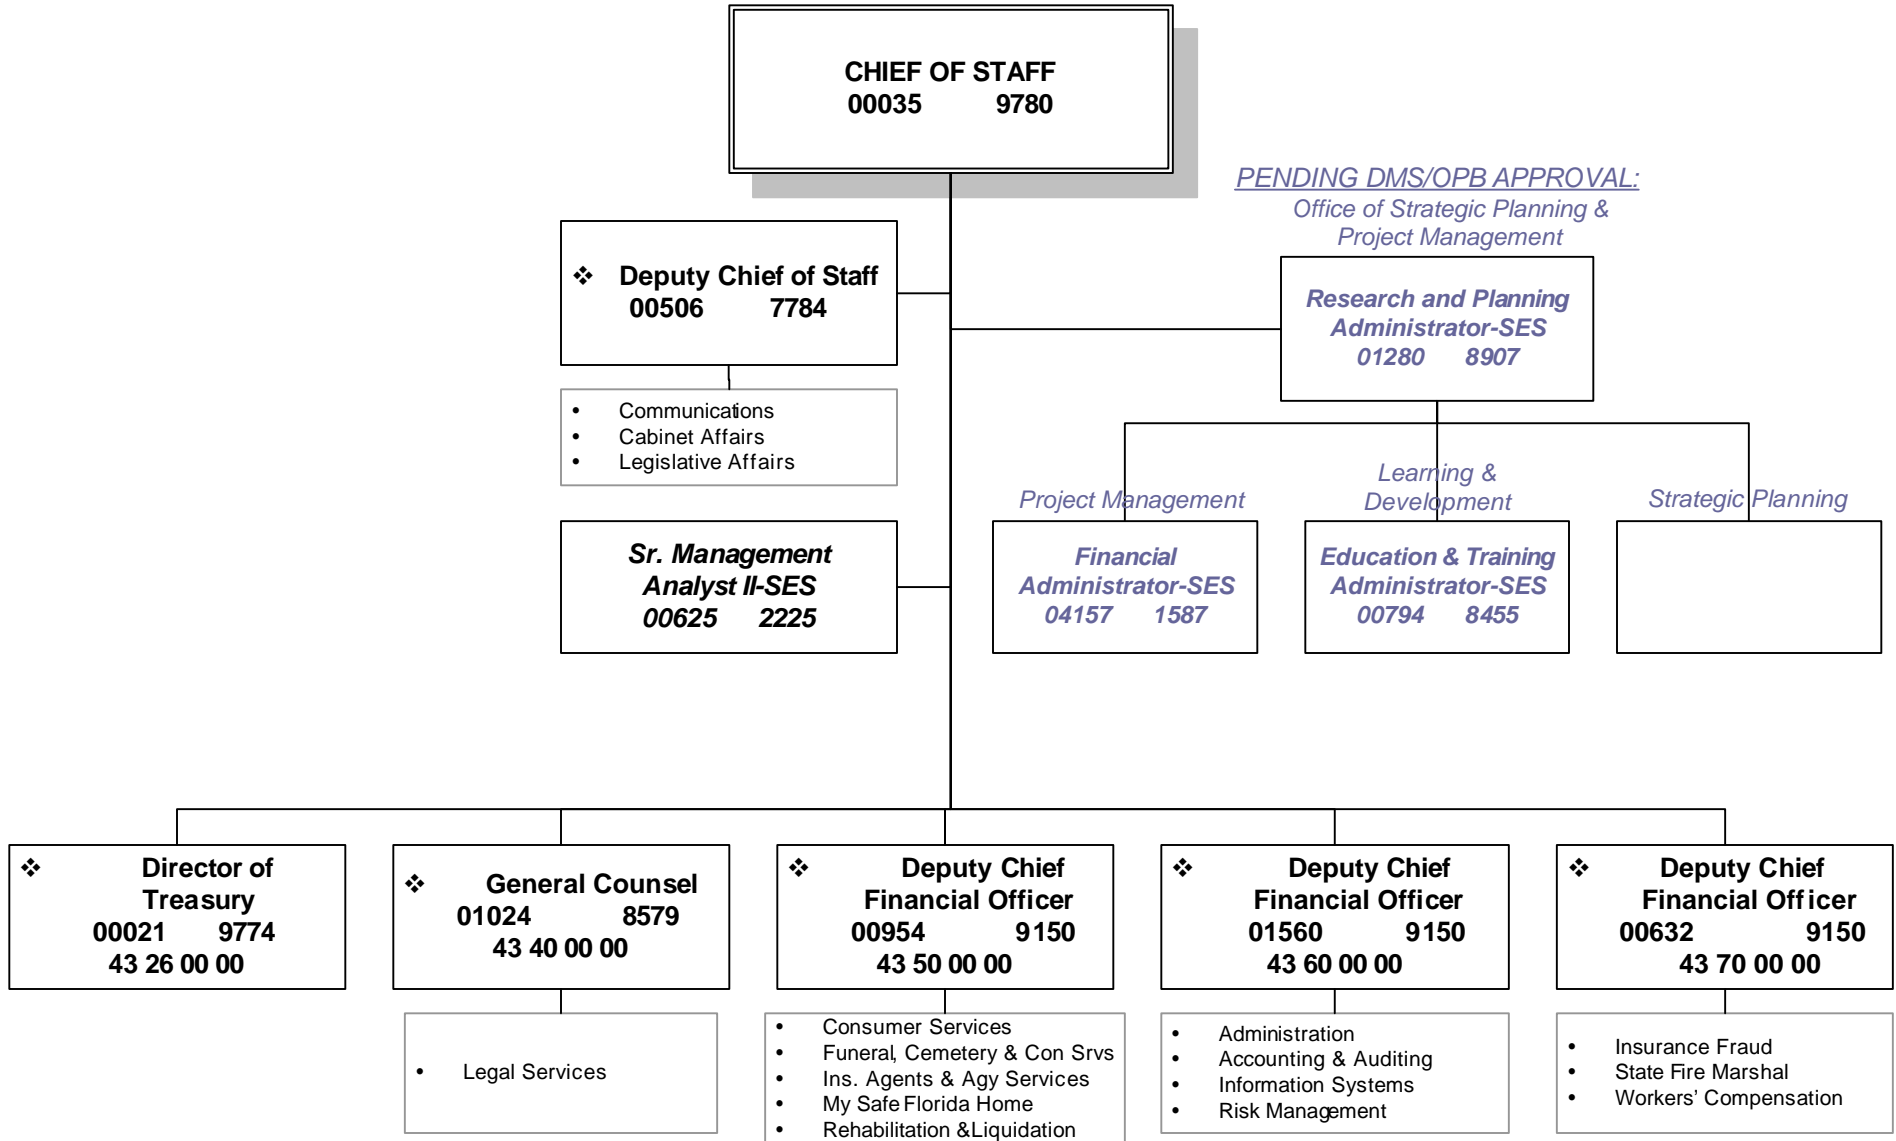 CHIEF OF STAFF
00035 9780
PENDING DMS/OPB APPROVAL:
Office of Strategic Planning &
Project Management
❖ Deputy Chief of Staff
00506 7784
Research and Planning
Administrator-SES
01280 8907
• Communications
• Cabinet Affairs
• Legislative Affairs
Project Management
Learning &
Development
Strategic Planning
Sr. Management
Analyst II-SES
00625 2225
Financial
Administrator-SES
04157 1587
Education & Training
Administrator-SES
00794 8455
❖ Director of
Treasury
00021 9774
43 26 00 00
❖ General Counsel
01024 8579
43 40 00 00
❖ Deputy Chief
Financial Officer
00954 9150
43 50 00 00
❖ Deputy Chief
Financial Officer
01560 9150
43 60 00 00
❖ Deputy Chief
Financial Officer
00632 9150
43 70 00 00
• Legal Services
• Consumer Services
• Funeral, Cemetery & Con Srvs
• Ins. Agents & Agy Services
• My Safe Florida Home
• Rehabilitation & Liquidation
• Administration
• Accounting & Auditing
• Information Systems
• Risk Management
• Insurance Fraud
• State Fire Marshal
• Workers’ Compensation